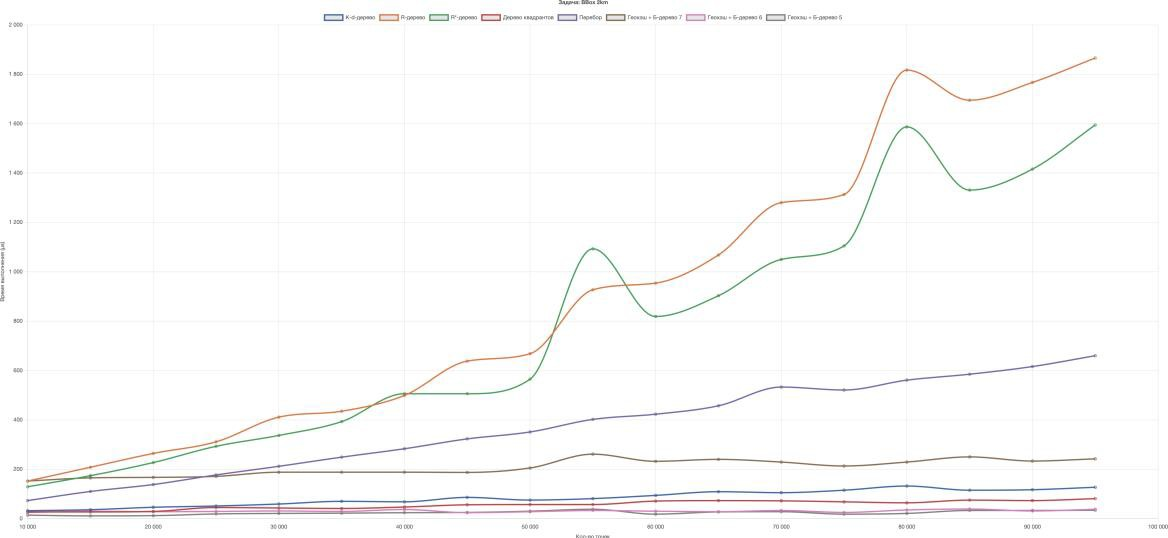 Задача: BBox 2km
K-d-дерево R-дерево R*-дерево Дерево квадрантов Перебор Геохэш + Б-дерево 7 Геохэш + Б-дерево 6 Геохэш + Б-дерево 5
2 000
1 800
1 600
1 400
1 200
1 000
800
600
400
200
0
Время выполнения (μs)
10 000 20 000 30 000 40 000 50 000 60 000 70 000 80 000 90 000 100 000
Кол-во точек